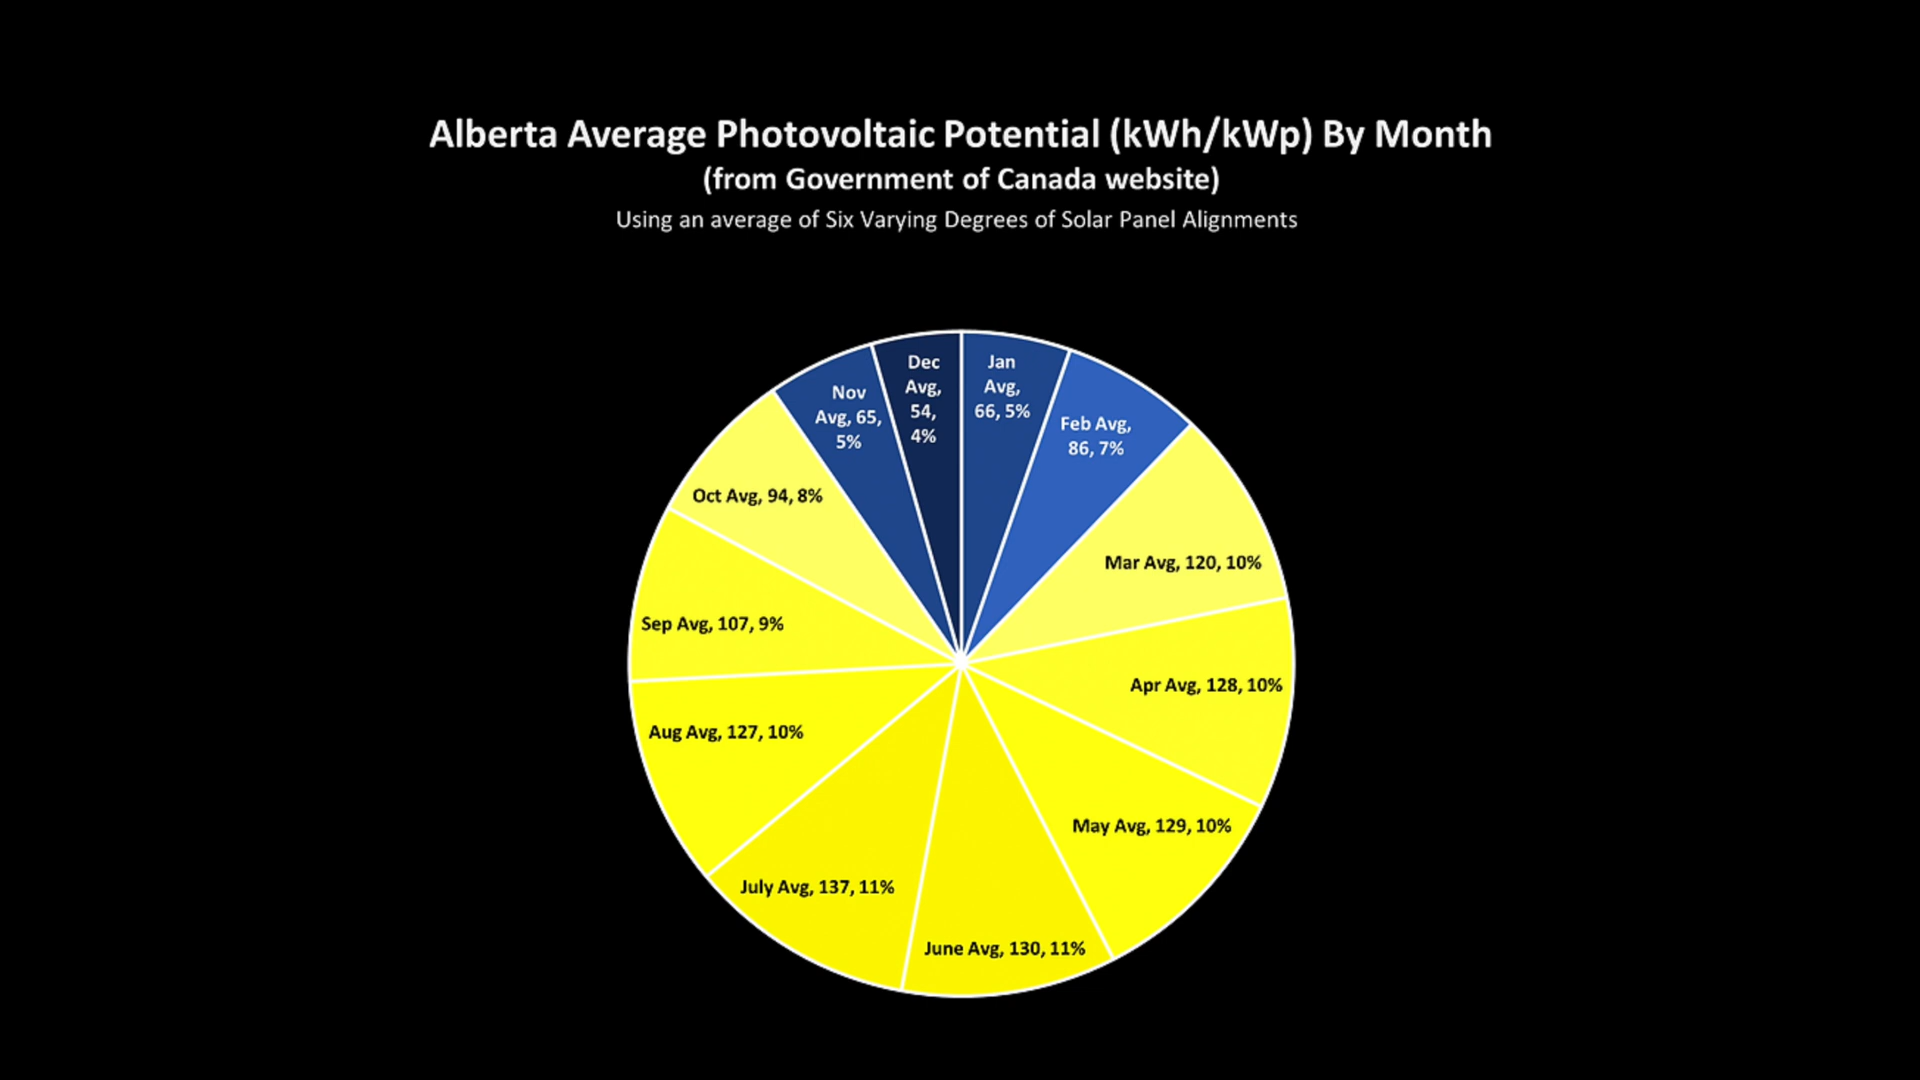 Alberta Average Photovoltaic Potential (kWh/kWp) By Month
(from Government of Canada website)
Using an average of Six Varying Degrees of Solar Panel Alignments
Jan
Avg,
66, 5%
Feb Avg,
86, 7%
Mar Avg, 120, 10%
Apr Avg, 128, 10%
May Avg, 129, 10%
June Avg, 130, 11%
July Avg, 137, 11%
Aug Avg, 127, 10%
Sep Avg, 107, 9%
Oct Avg, 94, 8%
Nov
Avg, 65,
5%
Dec
Avg,
54,
4%